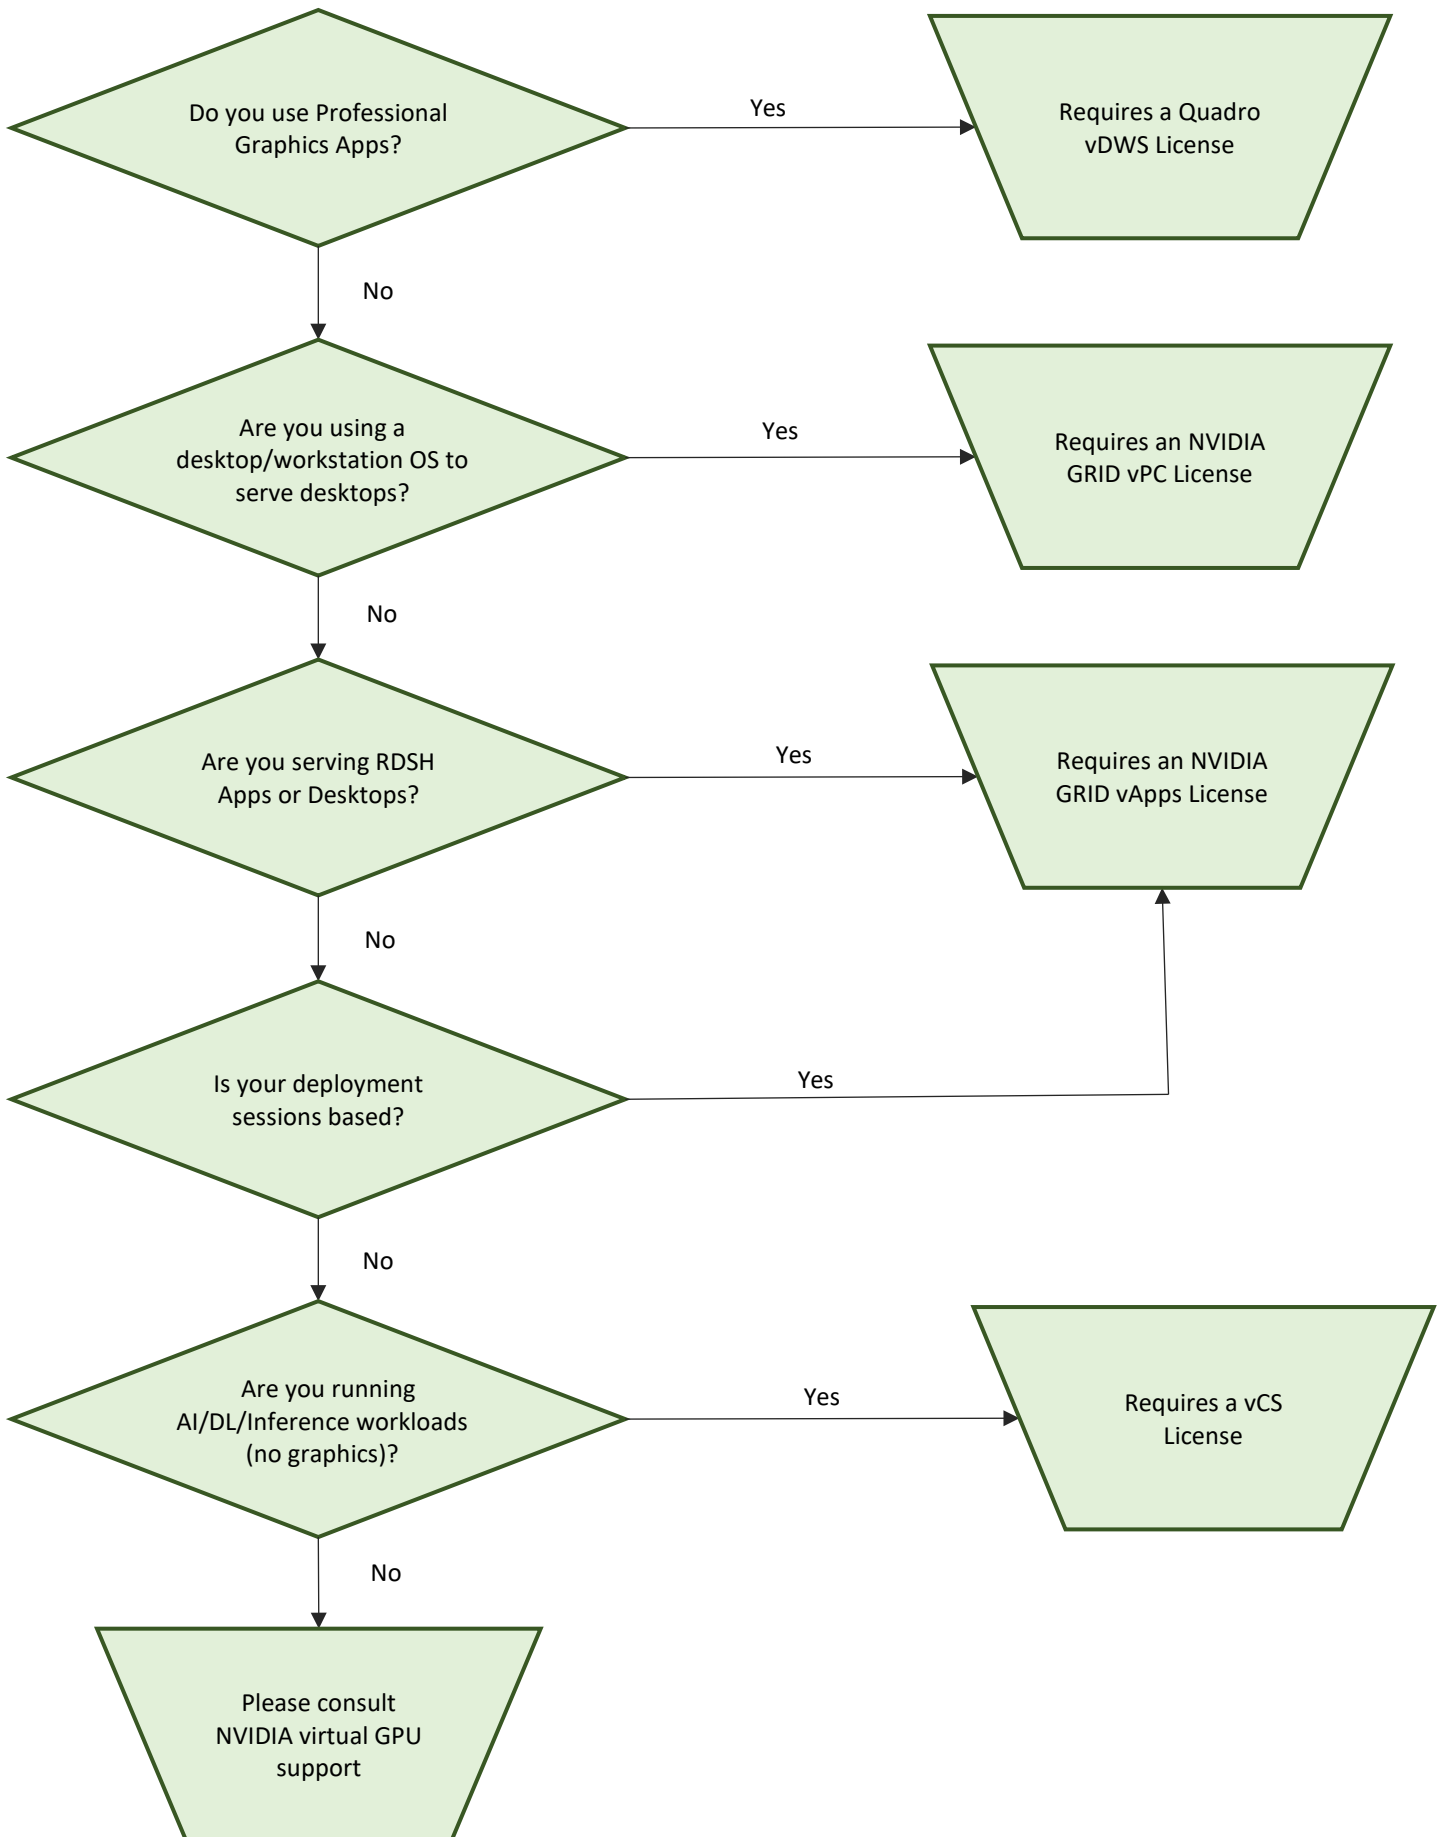 Do you use Professional
Graphics Apps?
Yes
Requires a Quadro
vDWS License
No
Are you using a
desktop/workstation OS to
serve desktops?
Yes
Requires an NVIDIA
GRID vPC License
No
Are you serving RDSH
Apps or Desktops?
Yes
Requires an NVIDIA
GRID vApps License
No
Is your deployment
sessions based?
Yes
No
Are you running
AI/DL/Inference workloads
(no graphics)?
Yes
Requires a vCS
License
No
Please consult
NVIDIA virtual GPU
support